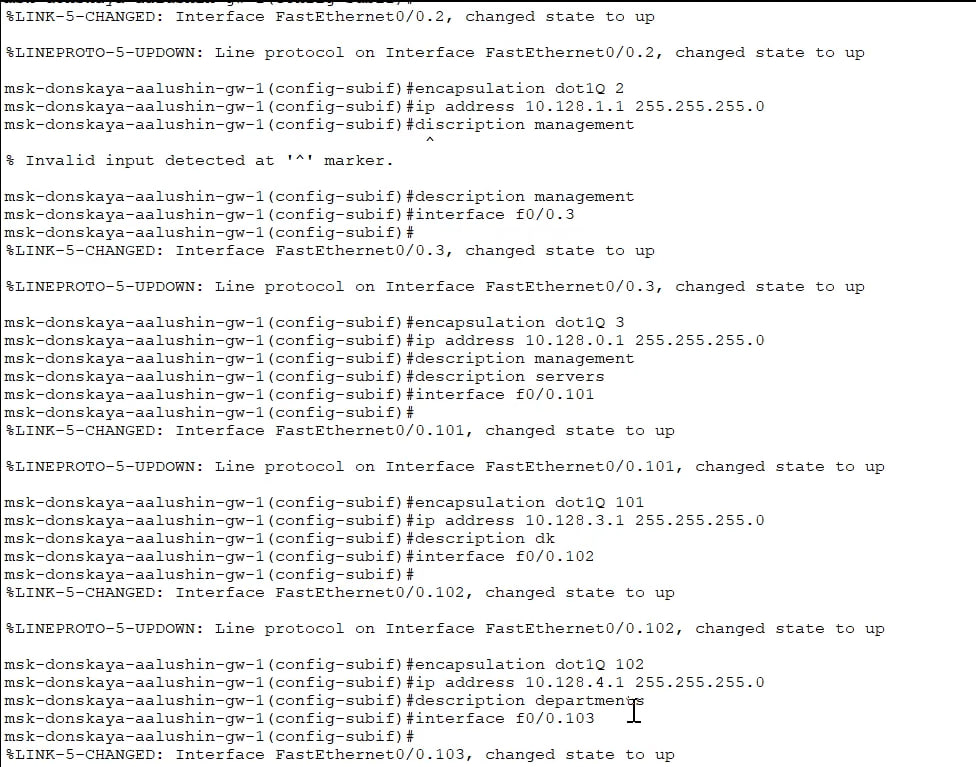 %LINK-5-CHANGED: Interface FastEthernet0/0.2, changed state to up
%LINEPROTO-5-UPDOWN: Line protocol on Interface FastEthernet0/0.2, changed state to up
msk-donskaya-aalushin-gw-1(config-subif)#encapsulation dot1Q 2
msk-donskaya-aalushin-gw-1(config-subif)#ip address 10.128.1.1 255.255.255.0
msk-donskaya-aalushin-gw-1(config-subif)#discription management
^
% Invalid input detected at '^' marker.
msk-donskaya-aalushin-gw-1(config-subif)#description management
msk-donskaya-aalushin-gw-1(config-subif)#interface f0/0.3
msk-donskaya-aalushin-gw-1(config-subif)#
%LINK-5-CHANGED: Interface FastEthernet0/0.3, changed state to up
%LINEPROTO-5-UPDOWN: Line protocol on Interface FastEthernet0/0.3, changed state to up
msk-donskaya-aalushin-gw-1(config-subif)#encapsulation dot1Q 3
msk-donskaya-aalushin-gw-1(config-subif)#ip address 10.128.0.1 255.255.255.0
msk-donskaya-aalushin-gw-1(config-subif)#description management
msk-donskaya-aalushin-gw-1(config-subif)#description servers
msk-donskaya-aalushin-gw-1(config-subif)#interface f0/0.101
msk-donskaya-aalushin-gw-1(config-subif)#
%LINK-5-CHANGED: Interface FastEthernet0/0.101, changed state to up
%LINEPROTO-5-UPDOWN: Line protocol on Interface FastEthernet0/0.101, changed state to up
msk-donskaya-aalushin-gw-1(config-subif)#encapsulation dot1Q 101
msk-donskaya-aalushin-gw-1(config-subif)#ip address 10.128.3.1 255.255.255.0
msk-donskaya-aalushin-gw-1(config-subif)#description dk
msk-donskaya-aalushin-gw-1(config-subif)#interface f0/0.102
msk-donskaya-aalushin-gw-1(config-subif)#
%LINK-5-CHANGED: Interface FastEthernet0/0.102, changed state to up
%LINEPROTO-5-UPDOWN: Line protocol on Interface FastEthernet0/0.102, changed state to up
msk-donskaya-aalushin-gw-1(config-subif)#encapsulation dot1Q 102
msk-donskaya-aalushin-gw-1(config-subif)#ip address 10.128.4.1 255.255.255.0
msk-donskaya-aalushin-gw-1(config-subif)#description departments
msk-donskaya-aalushin-gw-1(config-subif)#interface f0/0.103
msk-donskaya-aalushin-gw-1(config-subif)#
%LINK-5-CHANGED: Interface FastEthernet0/0.103, changed state to up